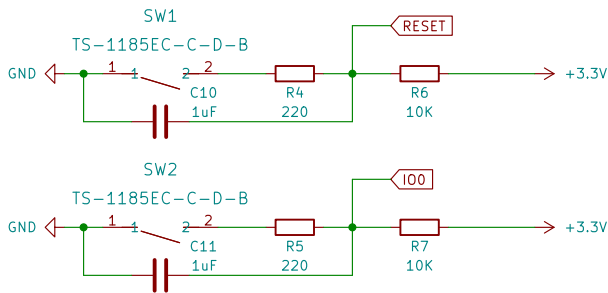 SW1
TS-1185EC-C-D-B
RESET
GND 1 1 2 2 +3.3V
C10 R4 R6
1uF 220 10K
SW2
TS-1185EC-C-D-B
IO0
GND 1 1 2 2 +3.3V
C11 R5 R7
1uF 220 10K